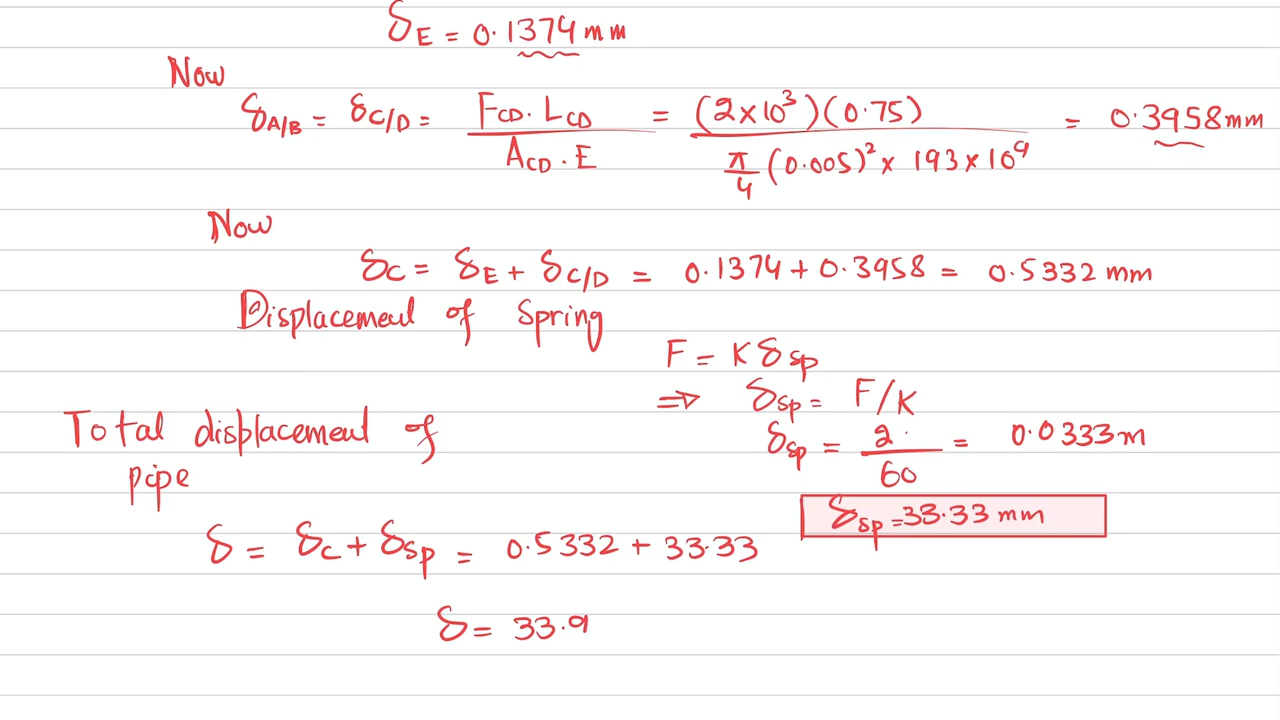 δE = 0.1374 mm
Now
δA/B = δC/D = FCD . LCD / ACD . E = (2×10³)(0.75) / π/4 (0.005)² × 193×10⁹ = 0.3958 mm
Now
δC = δE + δC/D = 0.1374 + 0.3958 = 0.5332 mm
Displacement of Spring
F = K δsp
⇒ δsp = F/K
δsp = 2 / 60 = 0.0333 m
δsp = 33.33 mm
Total displacement of
pipe
δ = δC + δsp = 0.5332 + 33.33
δ = 33.9